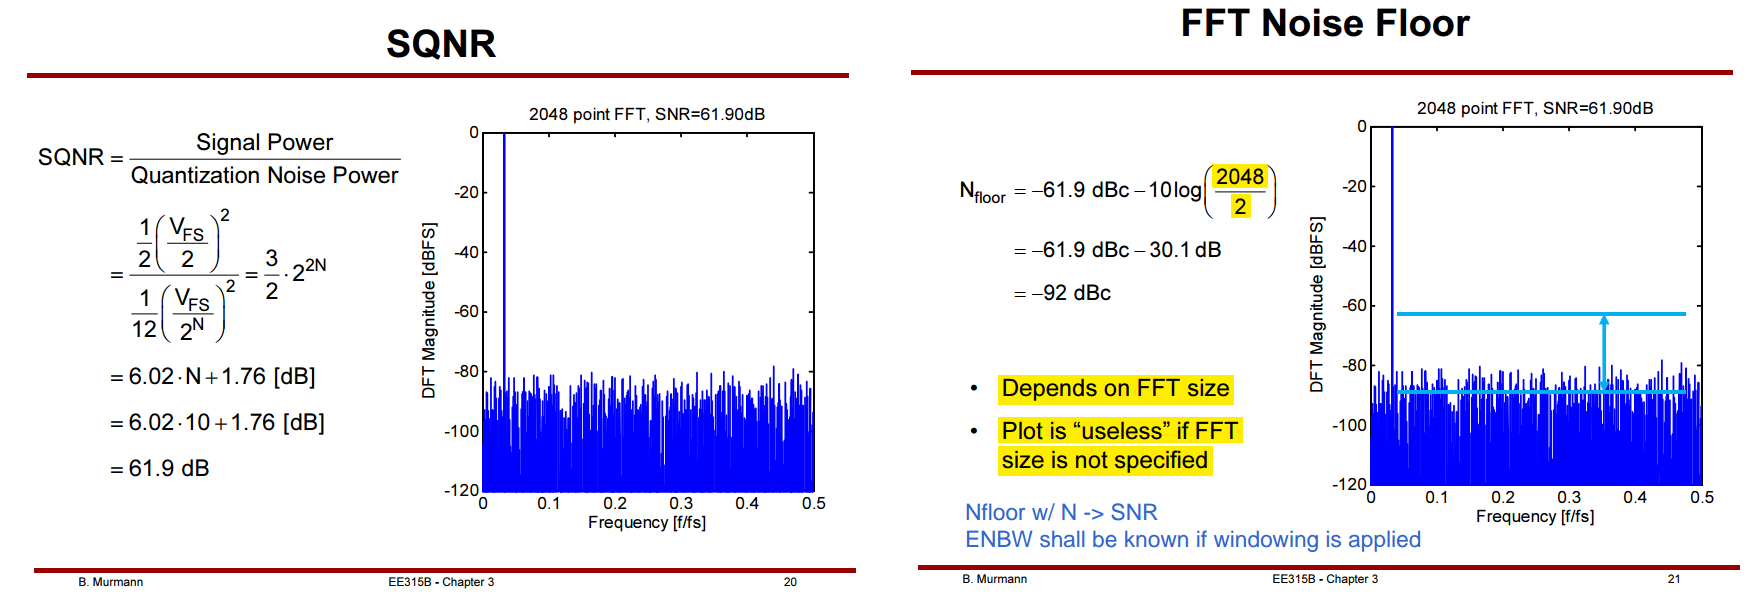 SQNR
SQNR = Signal Power / Quantization Noise Power
= 1/2 (V_FS/2)^2 / 1/12 (V_FS/2^N)^2 = 3/2 · 2^2N
= 6.02·N+1.76 [dB]
= 6.02·10+1.76 [dB]
= 61.9 dB
2048 point FFT, SNR=61.90dB
DFT Magnitude [dBFS]
0
-20
-40
-60
-80
-100
-120
0 0.1 0.2 0.3 0.4 0.5
Frequency [f/fs]
B. Murmann EE315B - Chapter 3 20
FFT Noise Floor
N_floor = −61.9 dBc − 10log(2048/2)
= −61.9 dBc − 30.1 dB
= −92 dBc
• Depends on FFT size
• Plot is “useless” if FFT
size is not specified
Nfloor w/ N -> SNR
ENBW shall be known if windowing is applied
2048 point FFT, SNR=61.90dB
DFT Magnitude [dBFS]
0
-20
-40
-60
-80
-100
-120
0 0.1 0.2 0.3 0.4 0.5
Frequency [f/fs]
B. Murmann EE315B - Chapter 3 21